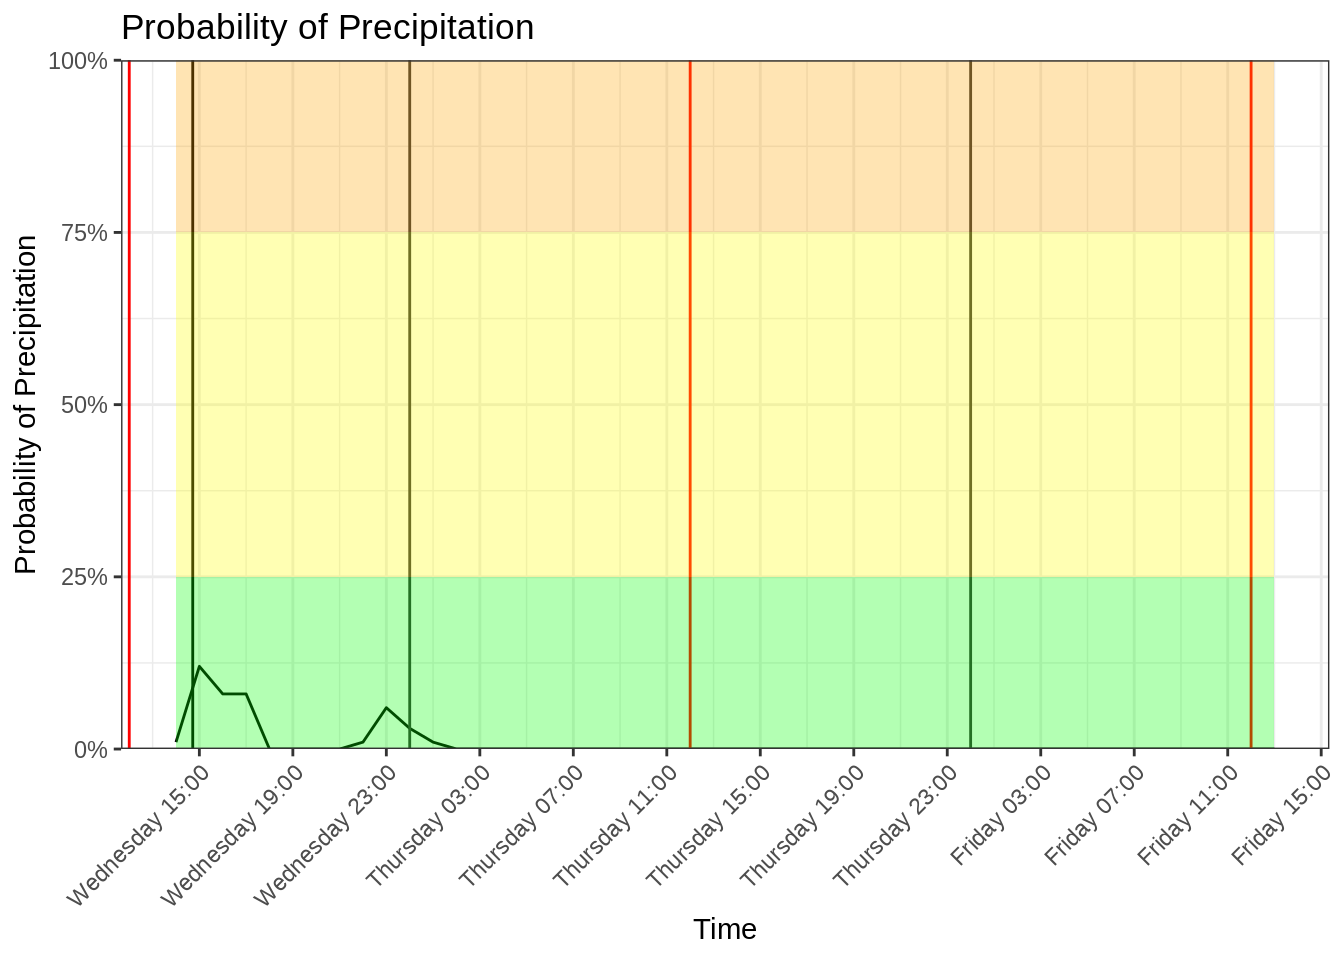 Probability of Precipitation
Probability of Precipitation
100%
75%
50%
25%
0%
Wednesday 15:00
Wednesday 19:00
Wednesday 23:00
Thursday 03:00
Thursday 07:00
Thursday 11:00
Thursday 15:00
Thursday 19:00
Thursday 23:00
Friday 03:00
Friday 07:00
Friday 11:00
Friday 15:00
Time